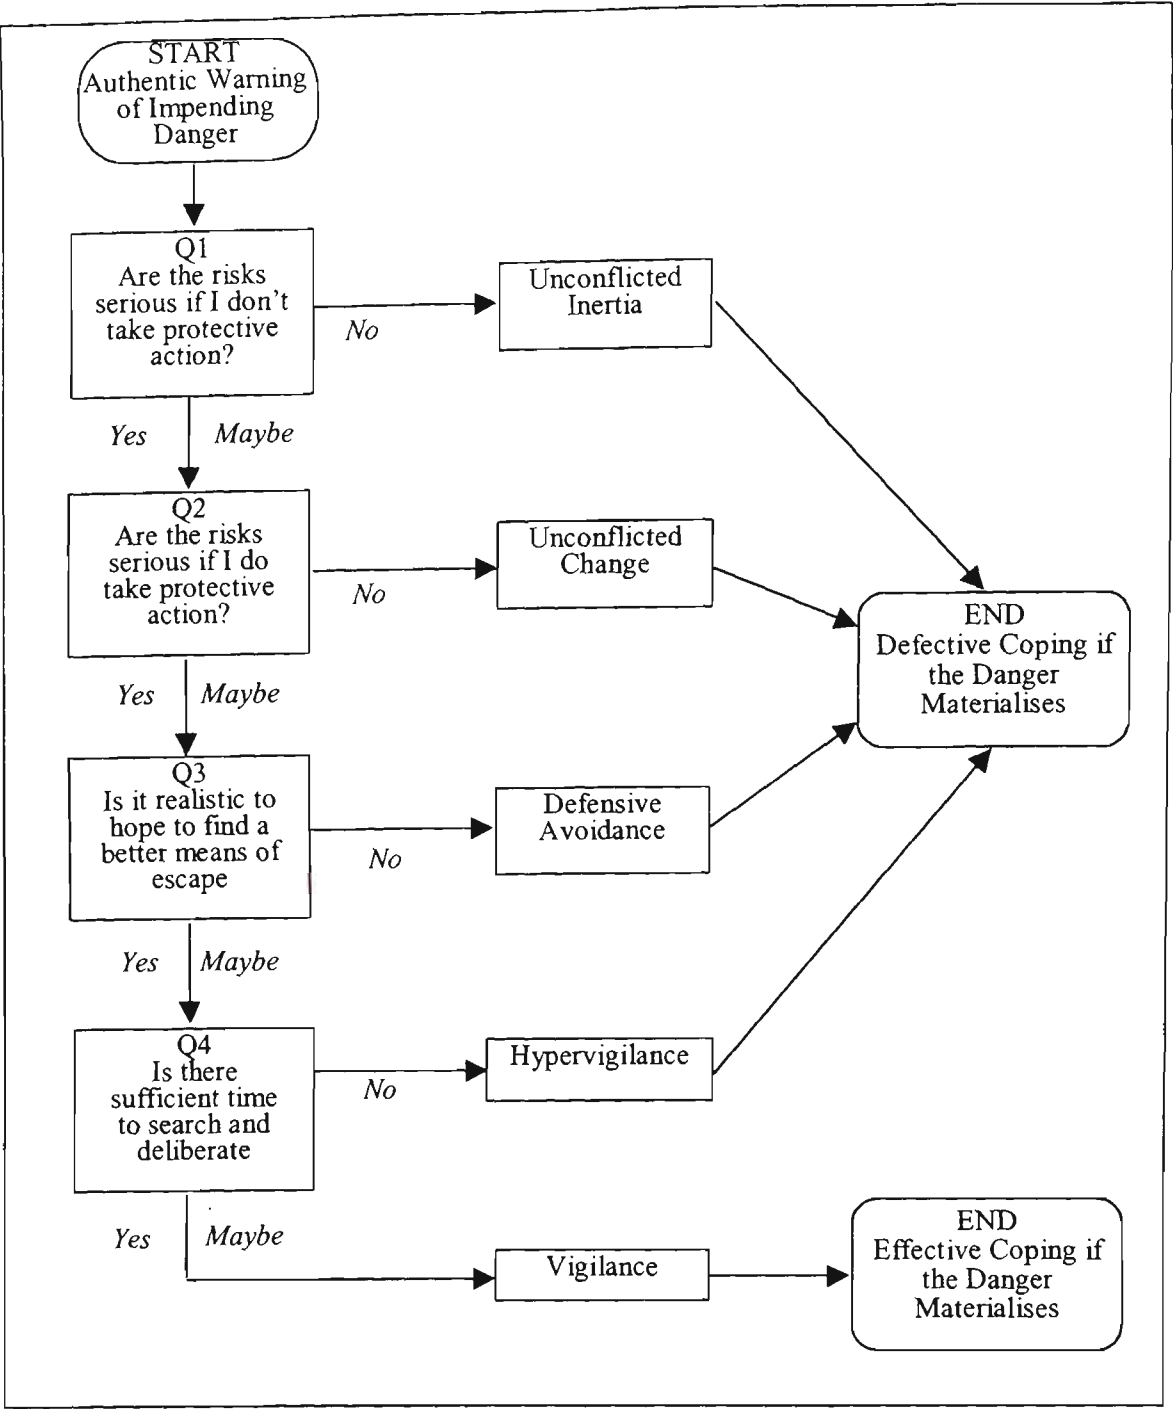 START
Authentic Warning
of Impending
Danger
Q1
Are the risks
serious if I don't
take protective
action?
No
Unconflicted
Inertia
Yes
Maybe
Q2
Are the risks
serious if I do
take protective
action?
No
Unconflicted
Change
END
Defective Coping if
the Danger
Materialises
Yes
Maybe
Q3
Is it realistic to
hope to find a
better means of
escape
No
Defensive
Avoidance
Yes
Maybe
Q4
Is there
sufficient time
to search and
deliberate
No
Hypervigilance
Yes
Maybe
Vigilance
END
Effective Coping if
the Danger
Materialises